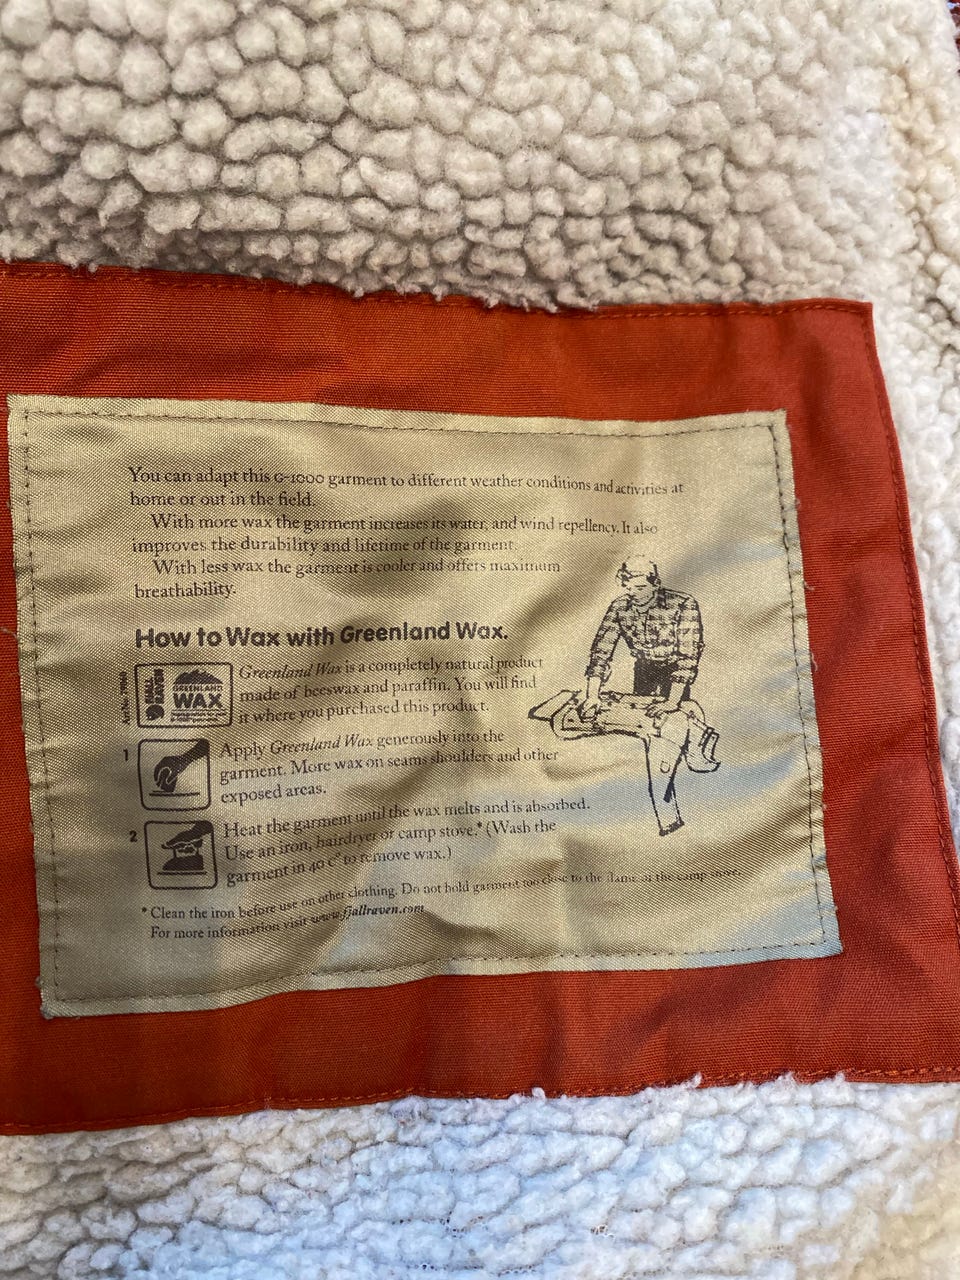 You can adapt this G-1000 garment to different weather conditions and activities at
home or out in the field.
With more wax the garment increases its water, and wind repellency. It also
improves the durability and lifetime of the garment.
With less wax the garment is cooler and offers maximum
breathability.
How to Wax with Greenland Wax.
FJÄLL
RÄVEN
GREENLAND
WAX
Greenland Wax is a completely natural product
made of beeswax and paraffin. You will find
it where you purchased this product.
1
Apply Greenland Wax generously into the
garment. More wax on seams shoulders and other
exposed areas.
2
Heat the garment until the wax melts and is absorbed.
Use an iron, hairdryer or camp stove.* (Wash the
garment in 40 c° to remove wax.)
* Clean the iron before use on other clothing. Do not hold garment too close to the flame of the camp stove.
For more information visit www.fjallraven.com